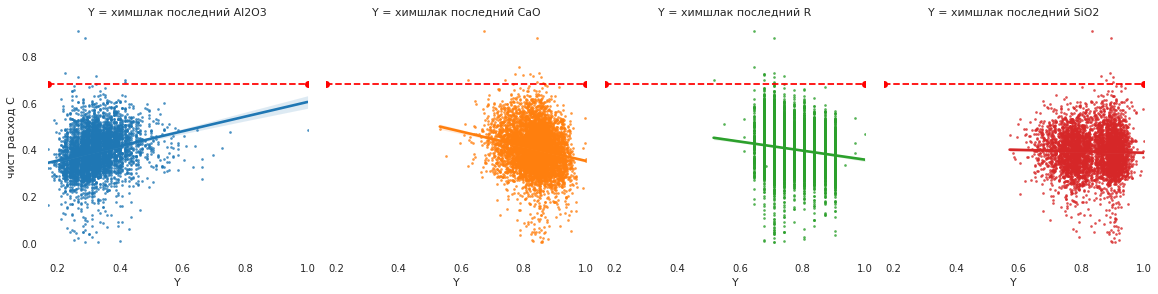 Y = химшлак последний Al2O3
Y = химшлак последний CaO
Y = химшлак последний R
Y = химшлак последний SiO2
чист расход C
0.8
0.6
0.4
0.2
0.0
0.2 0.4 0.6 0.8 1.0
0.2 0.4 0.6 0.8 1.0
0.2 0.4 0.6 0.8 1.0
0.2 0.4 0.6 0.8 1.0
Y
Y
Y
Y